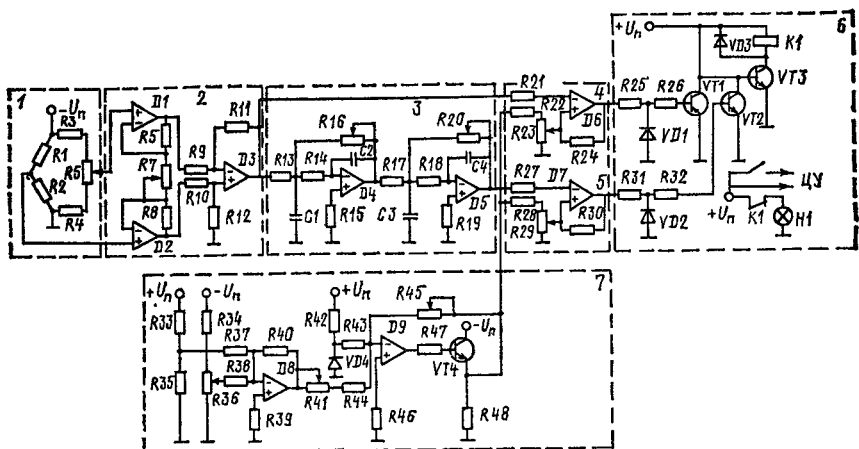 1
-Uп
R3
R1
R2
R6
R4
2
D1
R5
R7
R8
D2
R9
R10
R11
D3
R12
3
R13
R14
R16
C2
D4
R15
C1
R17
R18
R20
C4
D5
R19
C3
R21
R22
R23
4
D6
R24
R27
R28
R29
D7
5
R30
6
+Uп
VD3
K1
VT3
R25
R26
VT1
VT2
VD1
R31
R32
VD2
ЦУ
+Uп
K1
H1
7
+Uп
-Uп
R33
R34
R35
R36
R37
R38
R39
R40
D8
R41
+Uп
R42
R43
VD4
R44
R45
D9
R46
R47
-Uп
VT4
R48